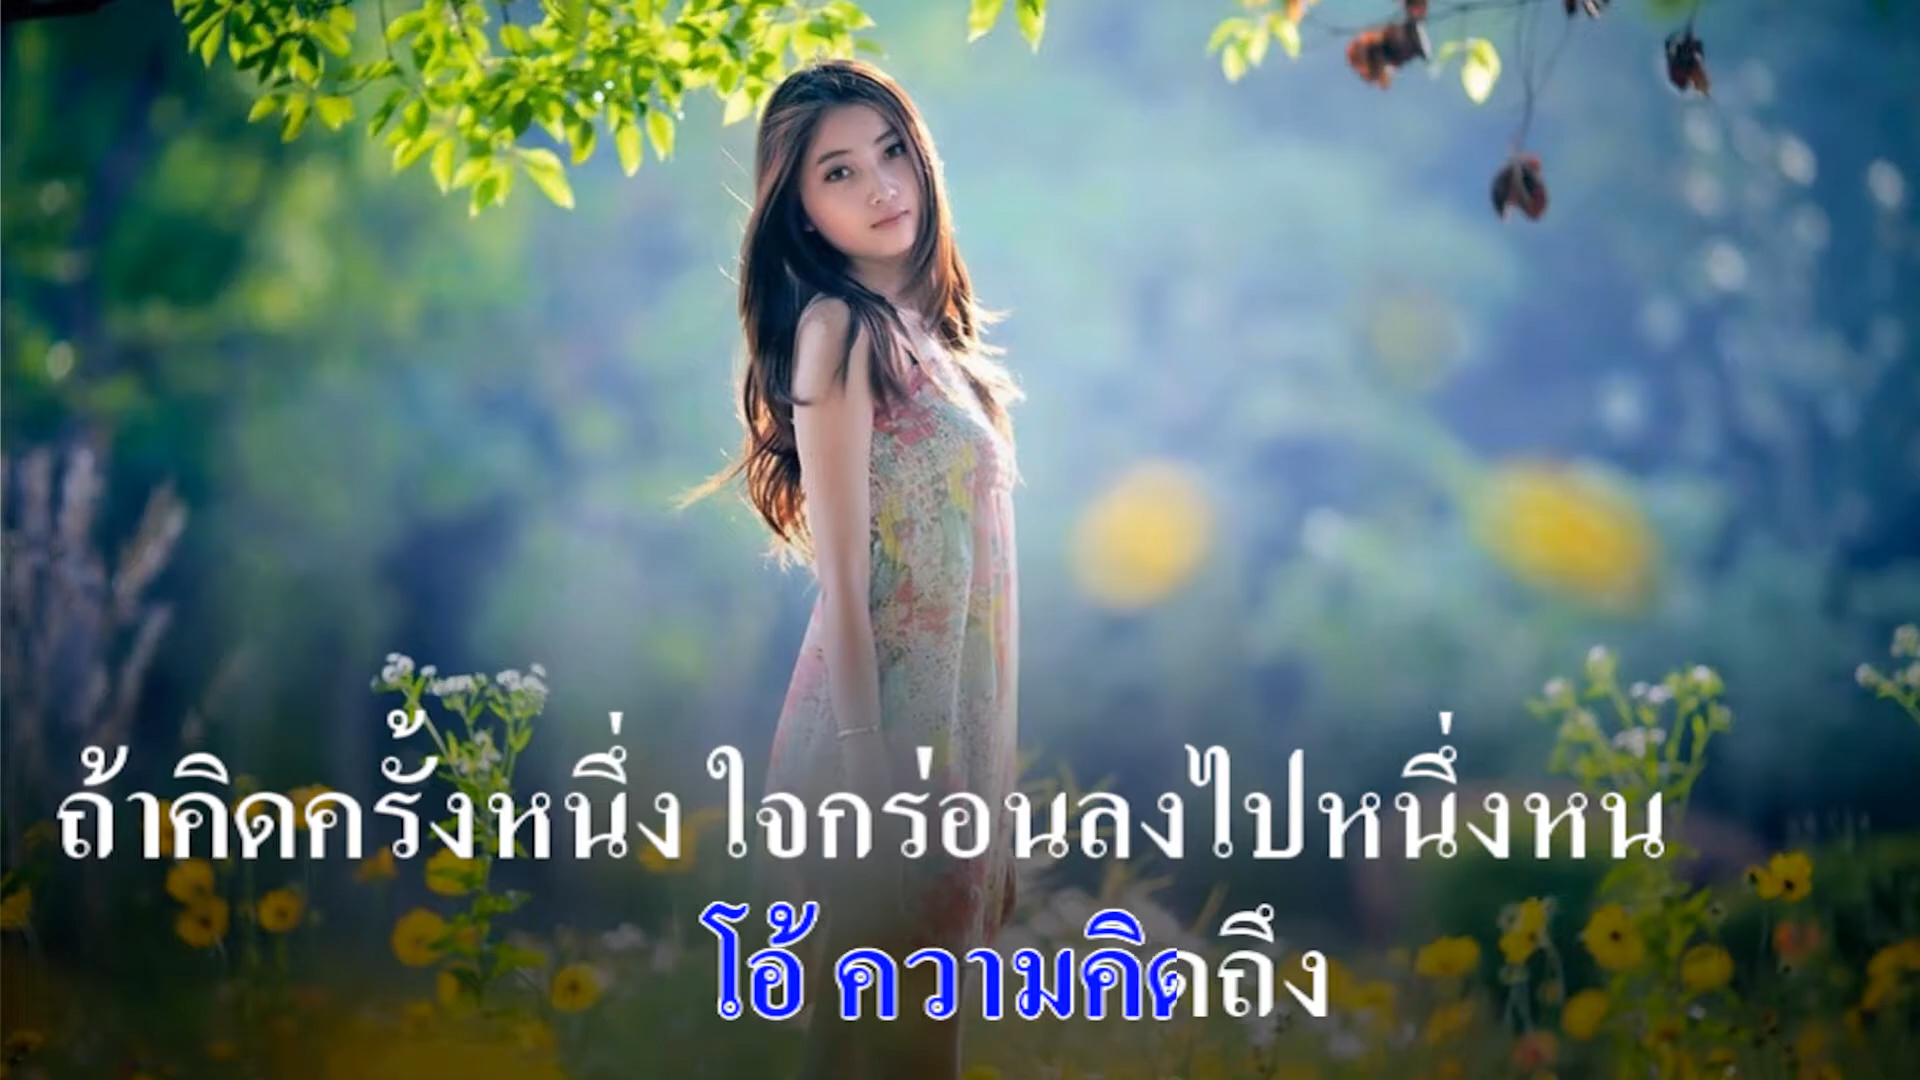 ถ้าคิดครั้งหนึ่ง ใจกร่อนลงไปหนึ่งหน
โอ้ ความคิดถึง